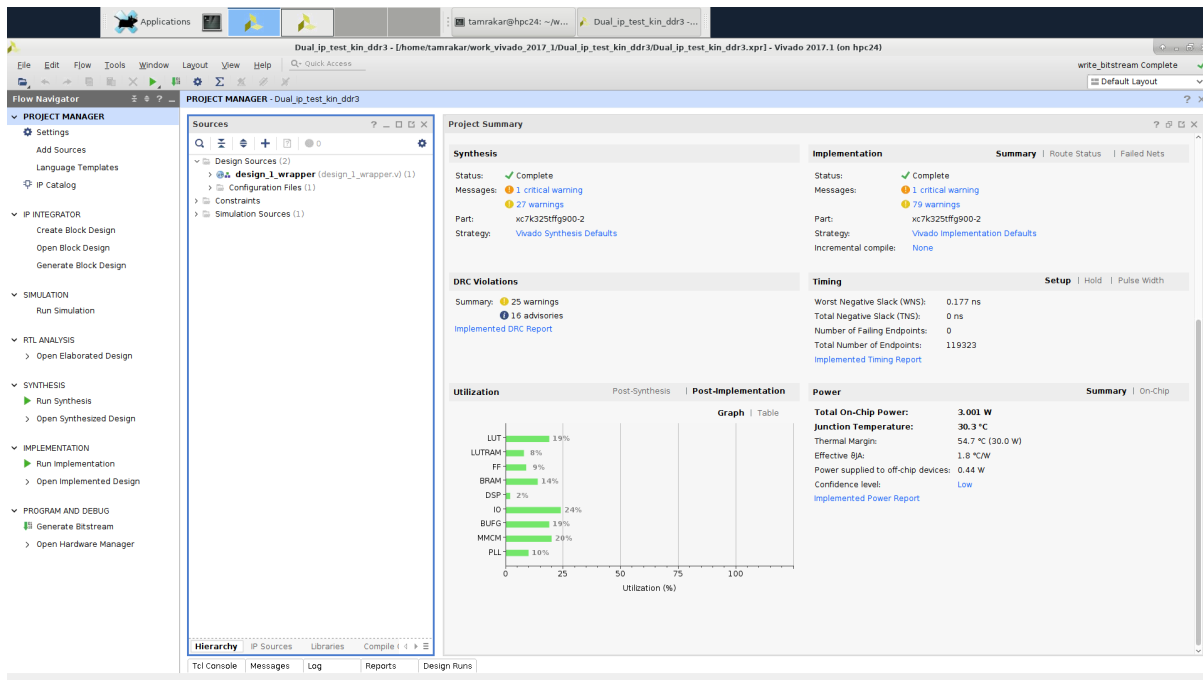 Applications
tamrakar@hpc24: ~/w...
Dual_ip_test_kin_ddr3 -...
Dual_ip_test_kin_ddr3 - [/home/tamrakar/work_vivado_2017_1/Dual_ip_test_kin_ddr3/Dual_ip_test_kin_ddr3.xpr] - Vivado 2017.1 (on hpc24)
File Edit Flow Tools Window Layout View Help Q- Quick Access
write_bitstream Complete
Default Layout
Flow Navigator
PROJECT MANAGER - Dual_ip_test_kin_ddr3
PROJECT MANAGER
Settings
Add Sources
Language Templates
IP Catalog
IP INTEGRATOR
Create Block Design
Open Block Design
Generate Block Design
SIMULATION
Run Simulation
RTL ANALYSIS
Open Elaborated Design
SYNTHESIS
Run Synthesis
Open Synthesized Design
IMPLEMENTATION
Run Implementation
Open Implemented Design
PROGRAM AND DEBUG
Generate Bitstream
Open Hardware Manager
Sources
0
Design Sources (2)
design_1_wrapper (design_1_wrapper.v) (1)
Configuration Files (1)
Constraints
Simulation Sources (1)
Hierarchy IP Sources Libraries Compile (
Project Summary
Synthesis
Status: Complete
Messages: 1 critical warning
27 warnings
Part: xc7k325tffg900-2
Strategy: Vivado Synthesis Defaults
Implementation Summary | Route Status | Failed Nets
Status: Complete
Messages: 1 critical warning
79 warnings
Part: xc7k325tffg900-2
Strategy: Vivado Implementation Defaults
Incremental compile: None
DRC Violations
Summary: 25 warnings
16 advisories
Implemented DRC Report
Timing Setup | Hold | Pulse Width
Worst Negative Slack (WNS): 0.177 ns
Total Negative Slack (TNS): 0 ns
Number of Failing Endpoints: 0
Total Number of Endpoints: 119323
Implemented Timing Report
Utilization Post-Synthesis | Post-Implementation
Graph | Table
LUT 19%
LUTRAM 8%
FF 9%
BRAM 14%
DSP 2%
IO 24%
BUFG 19%
MMCM 20%
PLL 10%
0 25 50 75 100
Utilization (%)
Power Summary | On-Chip
Total On-Chip Power: 3.001 W
Junction Temperature: 30.3 °C
Thermal Margin: 54.7 °C (30.0 W)
Effective θJA: 1.8 °C/W
Power supplied to off-chip devices: 0.44 W
Confidence level: Low
Implemented Power Report
Tcl Console Messages Log Reports Design Runs